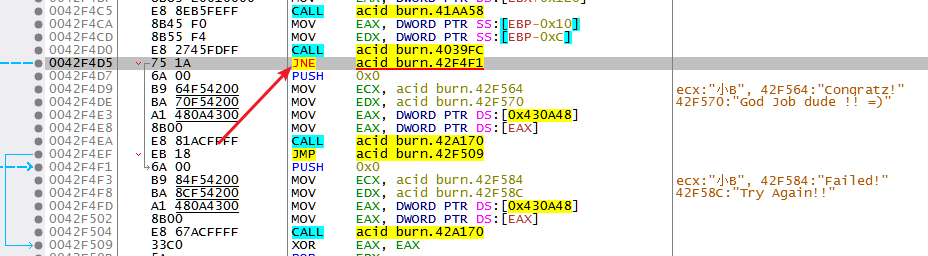 0042F4C5 E8 8EB5FEFF CALL acid burn.41AA58
0042F4CA 8B45 F0 MOV EAX, DWORD PTR SS:[EBP-0x10]
0042F4CD 8B55 F4 MOV EDX, DWORD PTR SS:[EBP-0xC]
0042F4D0 E8 2745FDFF CALL acid burn.4039FC
0042F4D5 75 1A JNE acid burn.42F4F1
0042F4D7 6A 00 PUSH 0x0
0042F4D9 B9 64F54200 MOV ECX, acid burn.42F564 ecx:"小B", 42F564:"Congratz!"
0042F4DE BA 70F54200 MOV EDX, acid burn.42F570 42F570:"God Job dude !! =)"
0042F4E3 A1 480A4300 MOV EAX, DWORD PTR DS:[0x430A48]
0042F4E8 8B00 MOV EAX, DWORD PTR DS:[EAX]
0042F4EA E8 81ACFFFF CALL acid burn.42A170
0042F4EF EB 18 JMP acid burn.42F509
0042F4F1 6A 00 PUSH 0x0
0042F4F3 B9 84F54200 MOV ECX, acid burn.42F584 ecx:"小B", 42F584:"Failed!"
0042F4F8 BA 8CF54200 MOV EDX, acid burn.42F58C 42F58C:"Try Again!!"
0042F4FD A1 480A4300 MOV EAX, DWORD PTR DS:[0x430A48]
0042F502 8B00 MOV EAX, DWORD PTR DS:[EAX]
0042F504 E8 67ACFFFF CALL acid burn.42A170
0042F509 33C0 XOR EAX, EAX